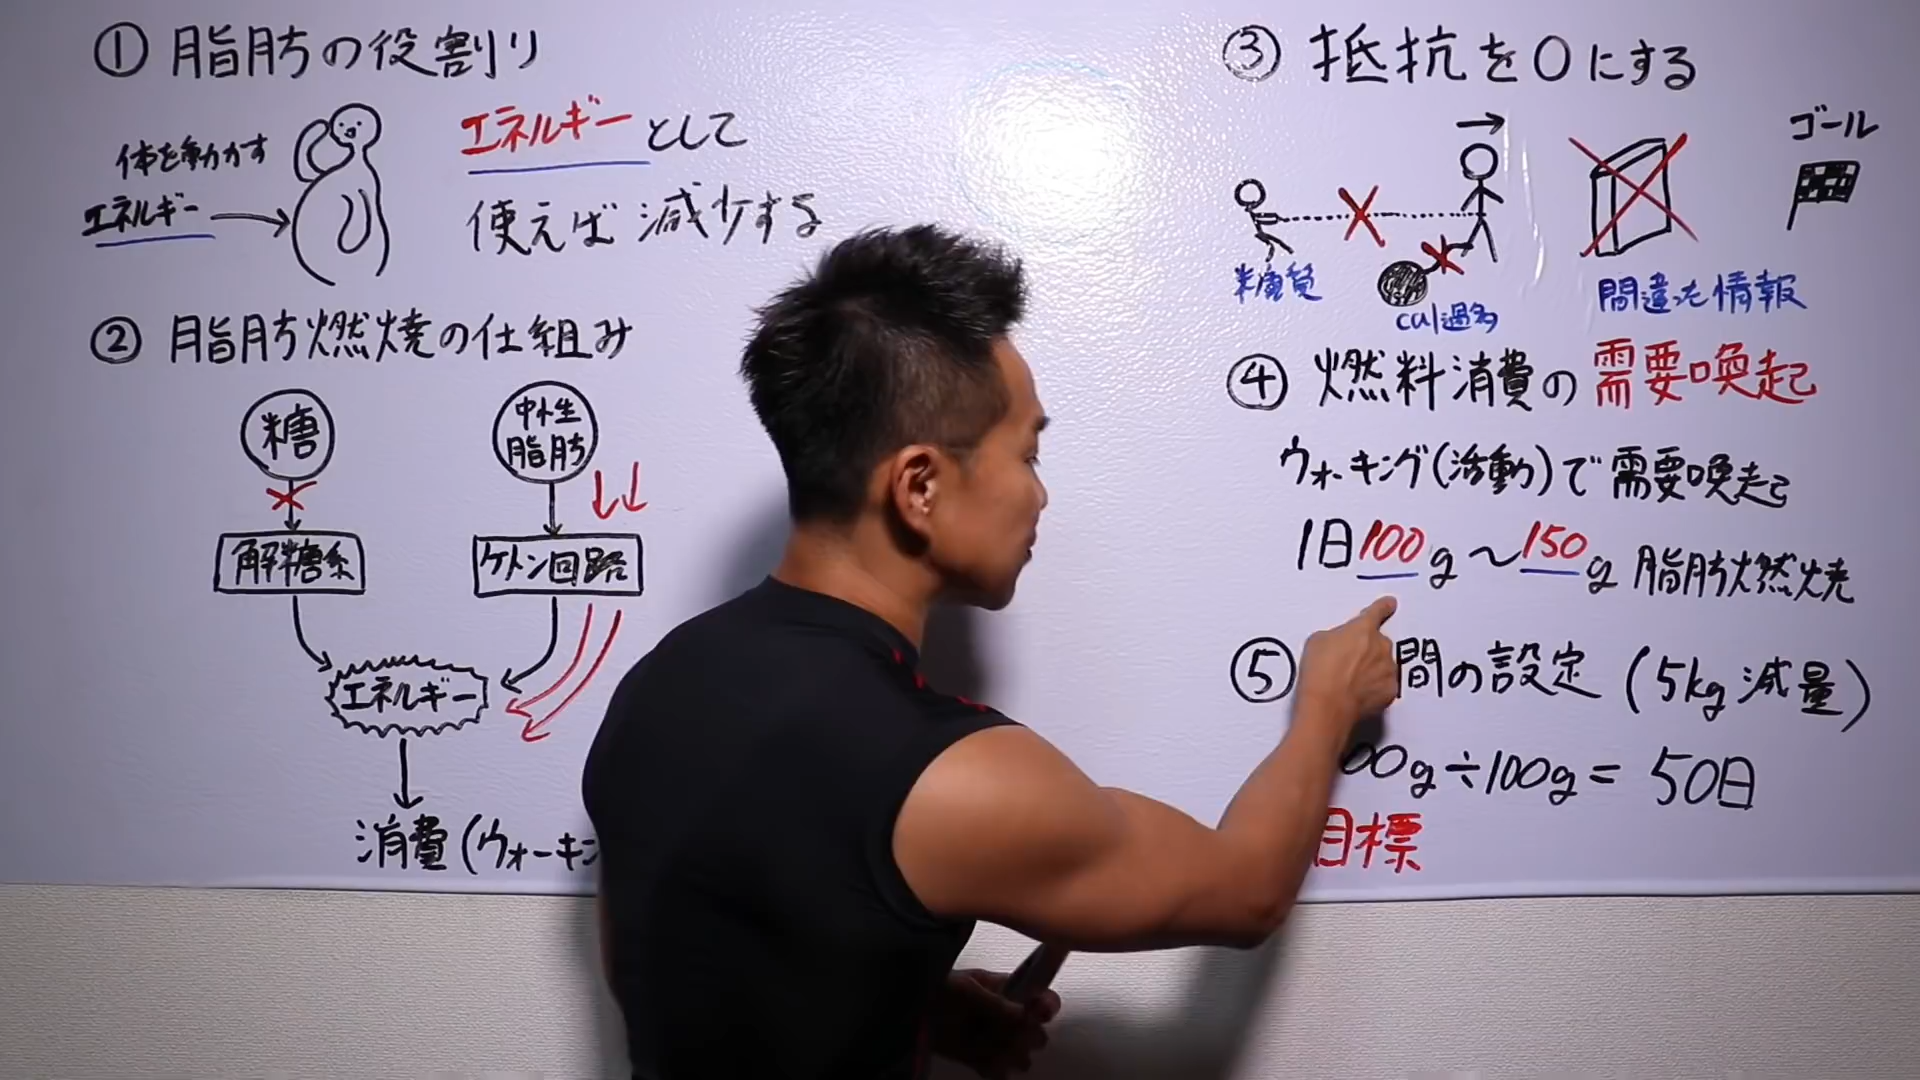 ① 脂肪の役割り
体を動かす
エネルギー
エネルギーとして
使えば減少する
② 脂肪燃焼の仕組み
糖
中性
脂肪
解糖系
ケトン回路
エネルギー
消費(ウォーキン
③ 抵抗を0にする
ゴール
糖質
cal過多
間違った情報
④ 燃料消費の需要喚起
ウォーキング(活動)で需要喚起
1日100g～150g 脂肪燃焼
⑤ 間の設定(5kg減量)
00g÷100g=50日
目標